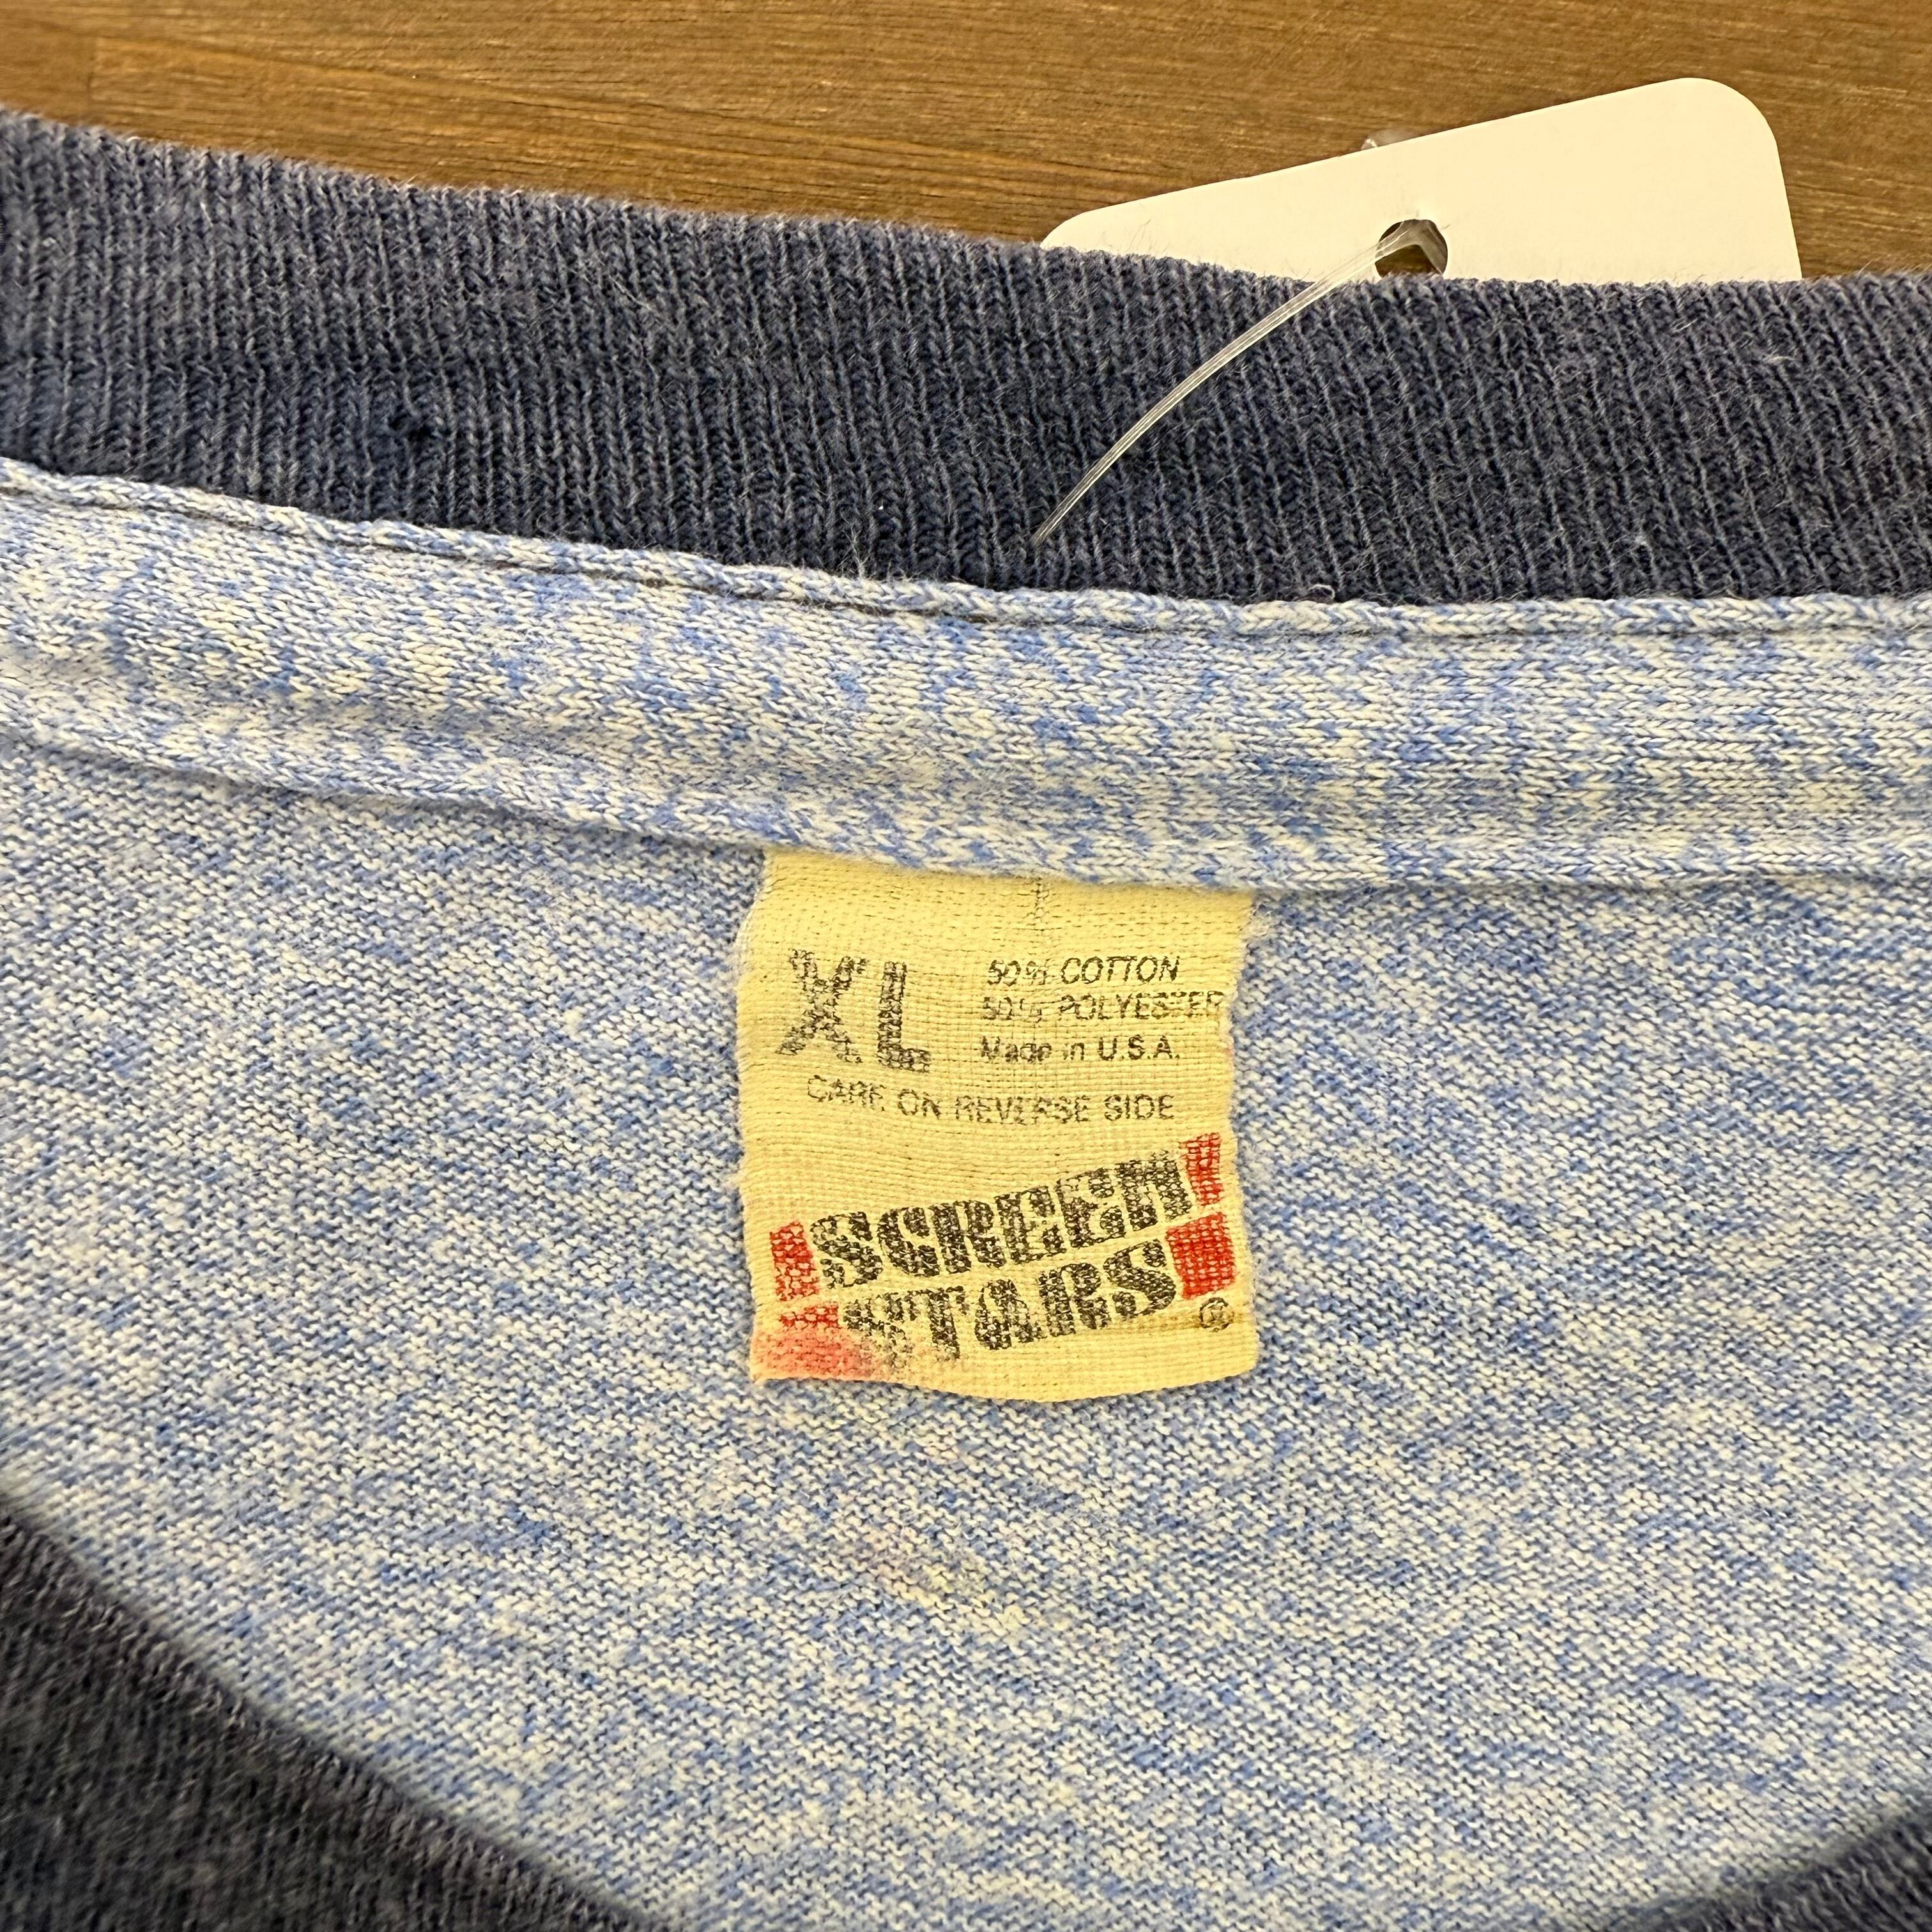 XL
50% COTTON
50% POLYESTER
Made in U.S.A.
CARE ON REVERSE SIDE
SCREEN
STARS
®